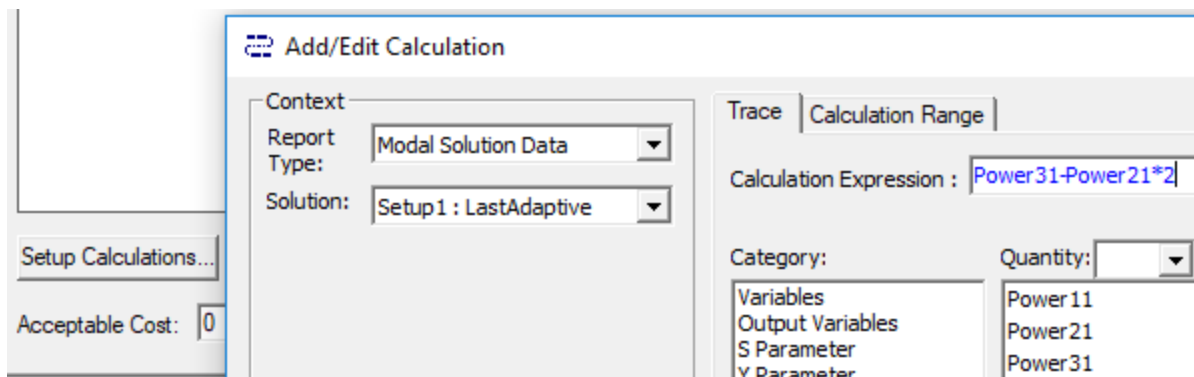 Add/Edit Calculation
Context
Report Type:
Modal Solution Data
Solution:
Setup1 : LastAdaptive
Trace
Calculation Range
Calculation Expression :
Power31-Power21*2
Setup Calculations...
Acceptable Cost:
0
Category:
Variables
Output Variables
S Parameter
Y Parameter
Quantity:
Power11
Power21
Power31